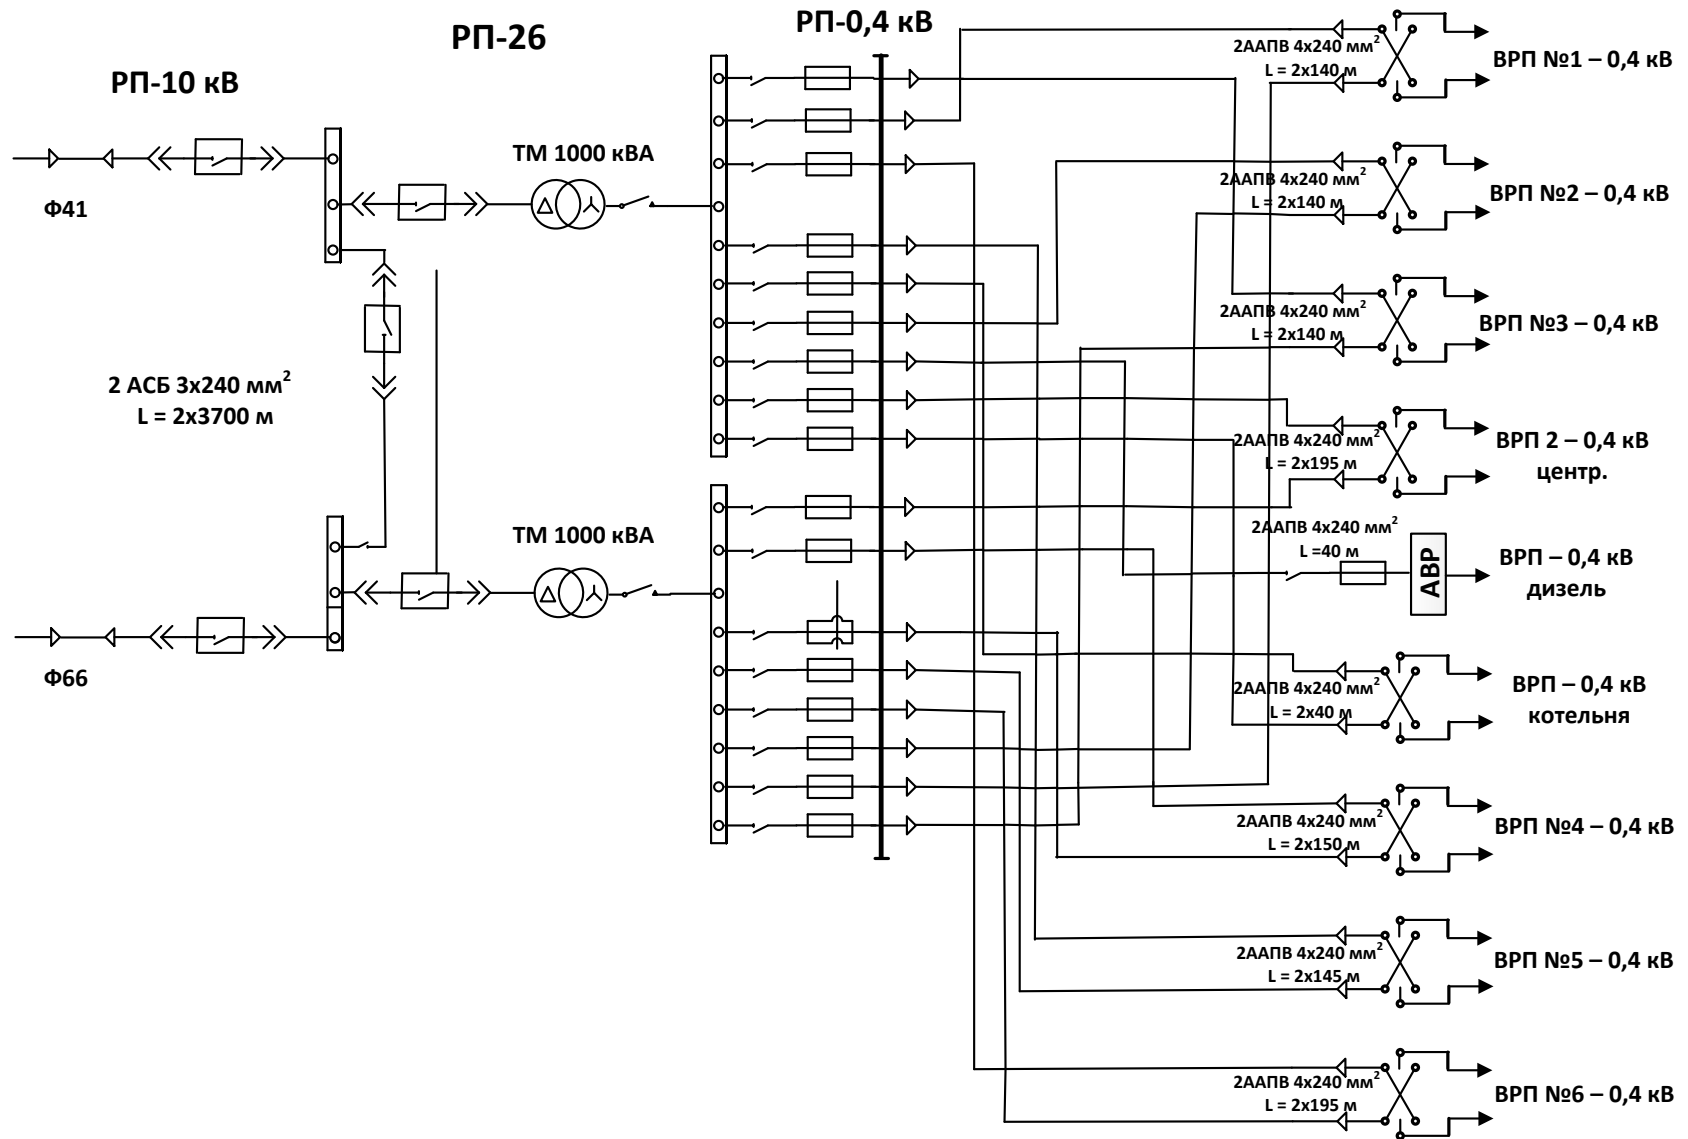 РП-26
РП-0,4 кВ
РП-10 кВ
Ф41
ТМ 1000 кВА
2 АСБ 3х240 мм²
L = 2х3700 м
ТМ 1000 кВА
Ф66
2ААПВ 4х240 мм²
L = 2х140 м
ВРП №1 – 0,4 кВ
2ААПВ 4х240 мм²
L = 2х140 м
ВРП №2 – 0,4 кВ
2ААПВ 4х240 мм²
L = 2х140 м
ВРП №3 – 0,4 кВ
2ААПВ 4х240 мм²
L = 2х195 м
ВРП 2 – 0,4 кВ
центр.
2ААПВ 4х240 мм²
L =40 м
АВР
ВРП – 0,4 кВ
дизель
2ААПВ 4х240 мм²
L = 2х40 м
ВРП – 0,4 кВ
котельня
2ААПВ 4х240 мм²
L = 2х150 м
ВРП №4 – 0,4 кВ
2ААПВ 4х240 мм²
L = 2х145 м
ВРП №5 – 0,4 кВ
2ААПВ 4х240 мм²
L = 2х195 м
ВРП №6 – 0,4 кВ